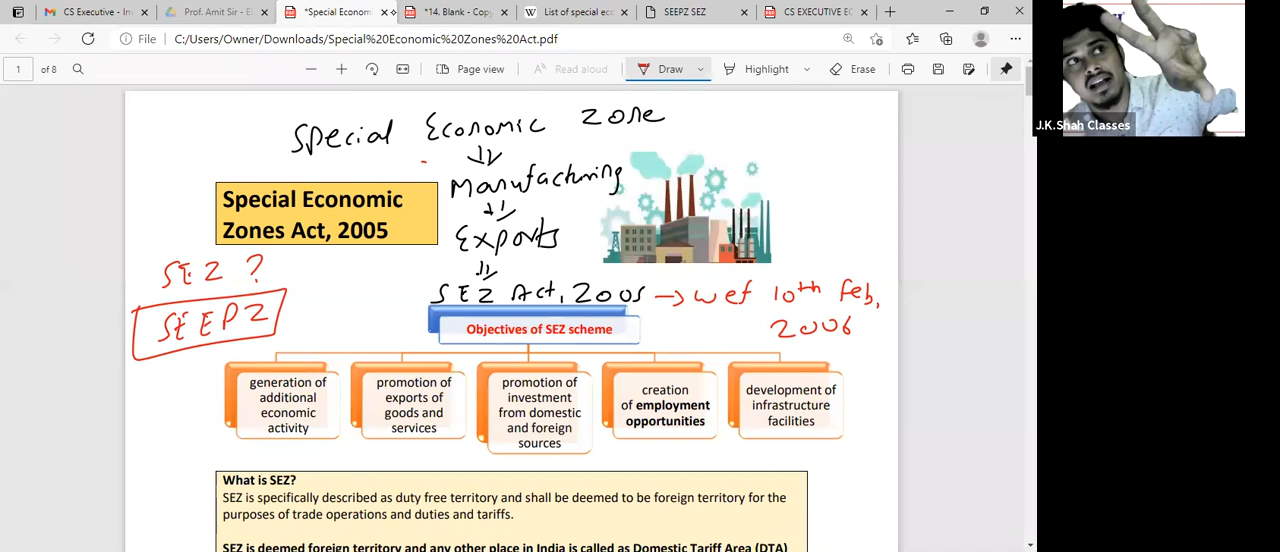 CS Executive - Inv
Prof. Amit Sir - E
*Special Econom
*14. Blank - Copy
List of special eco
SEEPZ SEZ
CS EXECUTIVE EC
File
C:/Users/Owner/Downloads/Special%20Economic%20Zones%20Act.pdf
1 of 8
Page view
Read aloud
Draw
Highlight
Erase
J.K.Shah Classes
Special Economic Zone
Manufacturing
Exports
SEZ Act, 2005 → wef 10th Feb,
2006
Special Economic
Zones Act, 2005
SEZ ?
SEEPZ
Objectives of SEZ scheme
generation of
additional
economic
activity
promotion of
exports of
goods and
services
promotion of
investment
from domestic
and foreign
sources
creation
of employment
opportunities
development of
infrastructure
facilities
What is SEZ?
SEZ is specifically described as duty free territory and shall be deemed to be foreign territory for the
purposes of trade operations and duties and tariffs.
SEZ is deemed foreign territory and any other place in India is called as Domestic Tariff Area (DTA)